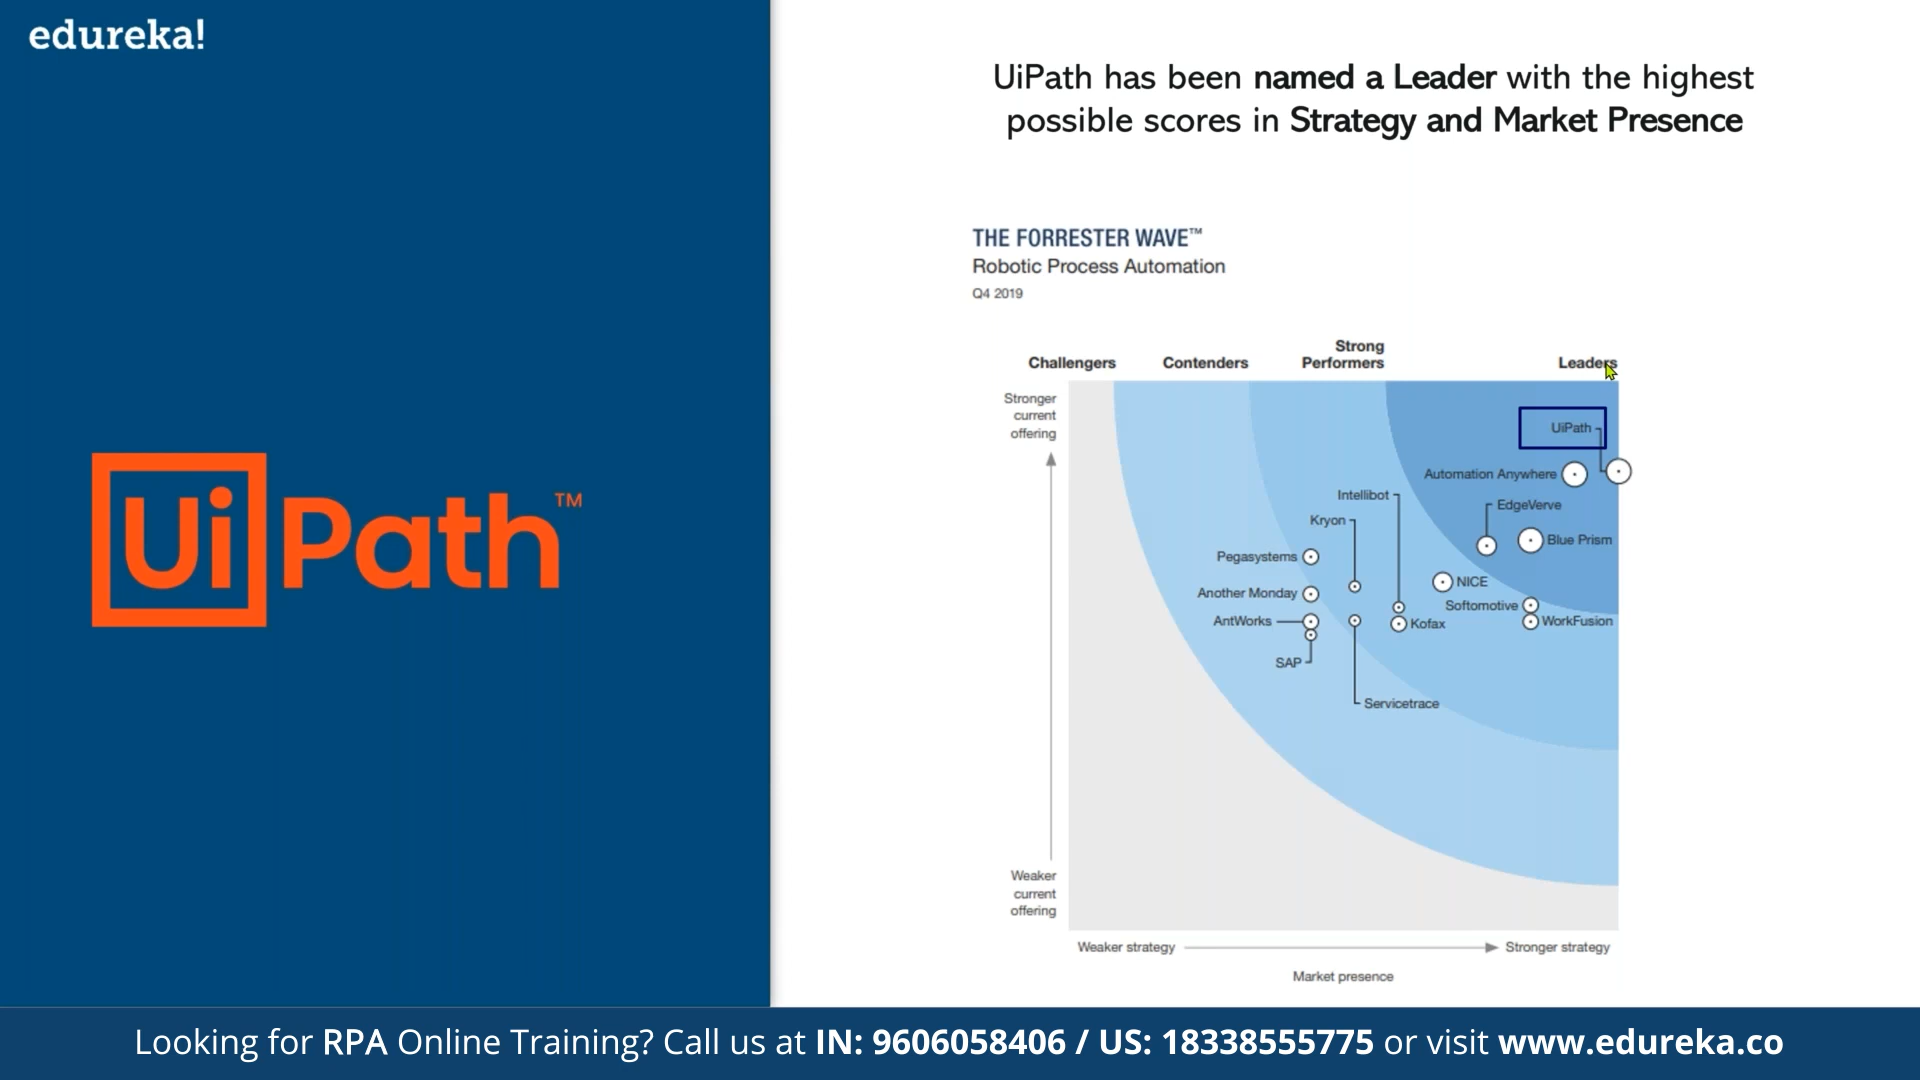 edureka!
UiPath has been named a Leader with the highest
possible scores in Strategy and Market Presence
THE FORRESTER WAVE™
Robotic Process Automation
Q4 2019
Challengers
Contenders
Strong
Performers
Leaders
Stronger
current
offering
UiPath
Automation Anywhere
Intellibot
EdgeVerve
Kryon
Blue Prism
Pegasystems
NICE
Another Monday
Softomotive
AntWorks
Kofax
WorkFusion
SAP
Servicetrace
UiPath™
Weaker
current
offering
Weaker strategy
Stronger strategy
Market presence
Looking for RPA Online Training? Call us at IN: 9606058406 / US: 18338555775 or visit www.edureka.co